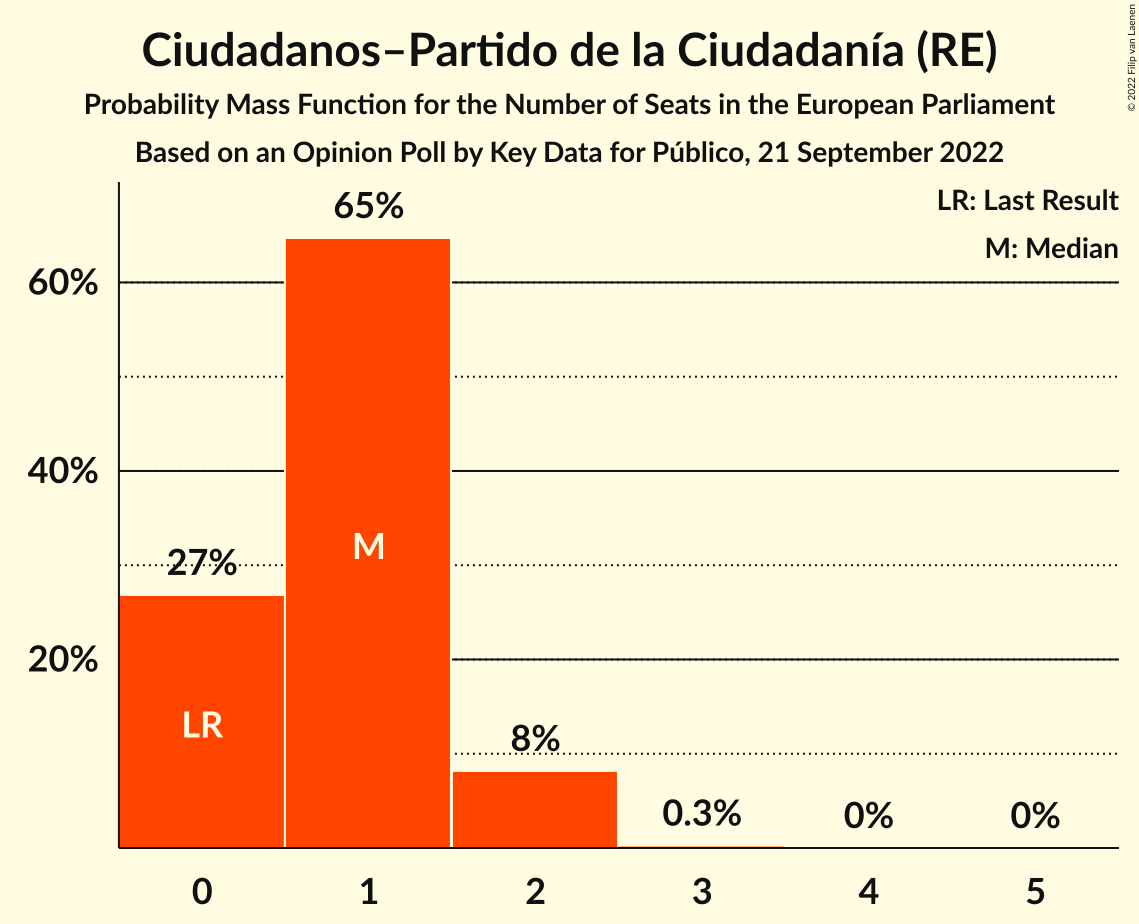 Ciudadanos–Partido de la Ciudadanía (RE)
Probability Mass Function for the Number of Seats in the European Parliament
Based on an Opinion Poll by Key Data for Público, 21 September 2022
© 2022 Filip van Laenen
LR: Last Result
M: Median
65%
60%
40%
27%
M
20%
LR
8%
0.3%
0%
0%
0 1 2 3 4 5